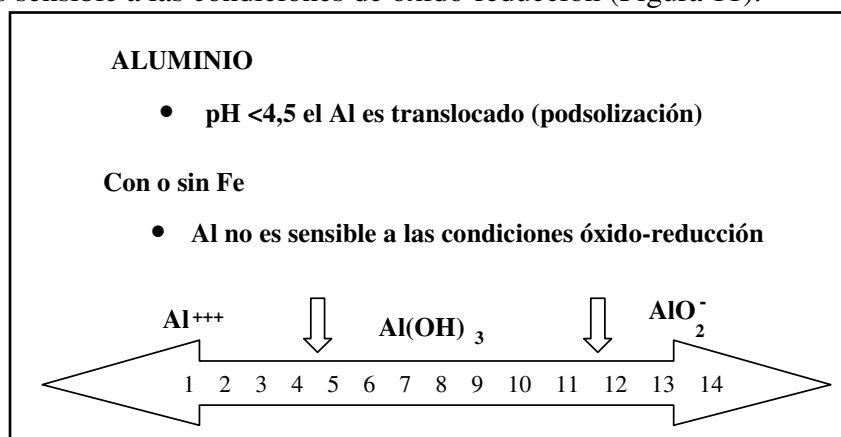 sensible a las condiciones de óxido-reducción (Figura 11).
ALUMINIO
• pH <4,5 el Al es translocado (podsolización)
Con o sin Fe
• Al no es sensible a las condiciones óxido-reducción
Al+++ Al(OH) 3 AlO2-
1 2 3 4 5 6 7 8 9 10 11 12 13 14